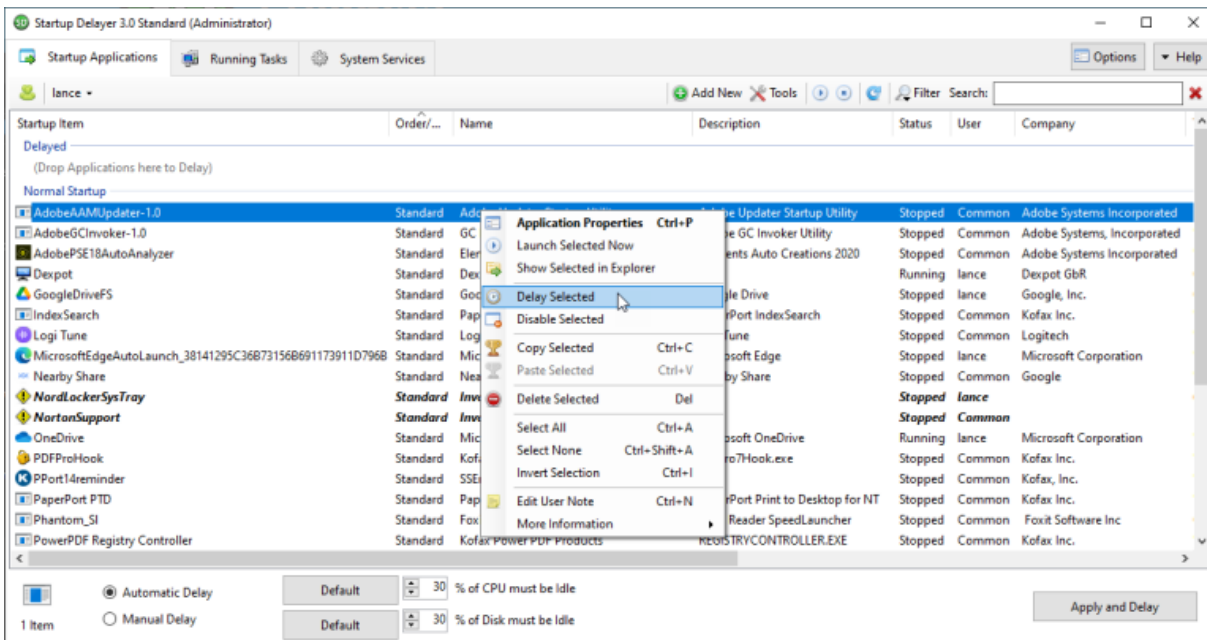 Startup Delayer 3.0 Standard (Administrator)
Startup Applications Running Tasks System Services Options Help
lance Add New Tools Filter Search:
Startup Item Order/... Name Description Status User Company
Delayed
(Drop Applications here to Delay)
Normal Startup
AdobeAAMUpdater-1.0 Standard Updater Startup Utility Stopped Common Adobe Systems Incorporated
AdobeGCInvoker-1.0 Standard GC GC Invoker Utility Stopped Common Adobe Systems, Incorporated
AdobePSE18AutoAnalyzer Standard Auto Creations 2020 Stopped Common Adobe Systems Incorporated
Dexpot Standard Running lance Dexpot GbR
GoogleDriveFS Standard Drive Stopped lance Google, Inc.
IndexSearch Standard IndexSearch Stopped Common Kofax Inc.
Logi Tune Standard Stopped Common Logitech
MicrosoftEdgeAutoLaunch_38141295C36B73156B691173911D796B Standard Edge Stopped lance Microsoft Corporation
Nearby Share Standard Share Stopped Common Google
NordLockerSysTray Standard Stopped lance
NortonSupport Standard Stopped Common
OneDrive Standard OneDrive Running lance Microsoft Corporation
PDFProHook Standard Stopped Common Kofax Inc.
PPort14reminder Standard Stopped Common Kofax, Inc.
PaperPort PTD Standard Print to Desktop for NT Stopped Common Kofax Inc.
Phantom_SI Standard Reader SpeedLauncher Stopped Common Foxit Software Inc
PowerPDF Registry Controller Standard Kofax Power PDF Products REGISTRYCONTROLLER.EXE Stopped Common Kofax Inc.
Application Properties Ctrl+P
Launch Selected Now
Show Selected in Explorer
Delay Selected
Disable Selected
Copy Selected Ctrl+C
Paste Selected Ctrl+V
Delete Selected Del
Select All Ctrl+A
Select None Ctrl+Shift+A
Invert Selection Ctrl+I
Edit User Note Ctrl+N
More Information
Automatic Delay Default 30 % of CPU must be Idle
Manual Delay Default 30 % of Disk must be Idle
1 Item
Apply and Delay